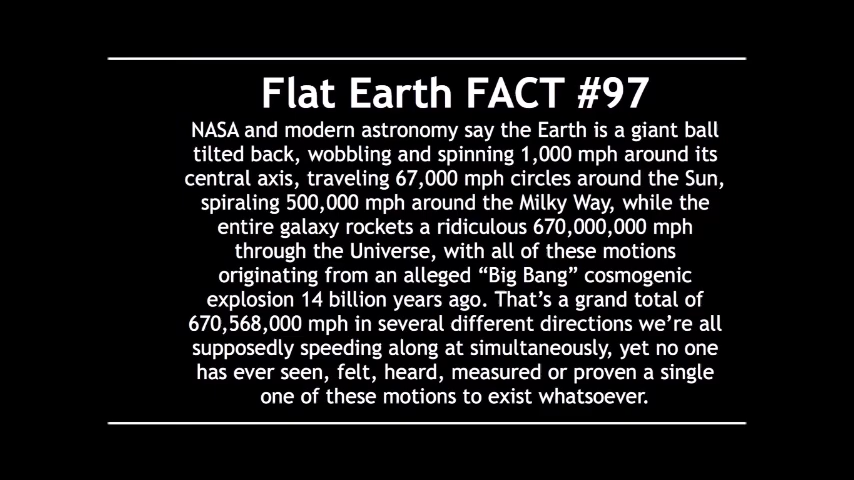 Flat Earth FACT #97
NASA and modern astronomy say the Earth is a giant ball
tilted back, wobbling and spinning 1,000 mph around its
central axis, traveling 67,000 mph circles around the Sun,
spiraling 500,000 mph around the Milky Way, while the
entire galaxy rockets a ridiculous 670,000,000 mph
through the Universe, with all of these motions
originating from an alleged “Big Bang” cosmogenic
explosion 14 billion years ago. That’s a grand total of
670,568,000 mph in several different directions we’re all
supposedly speeding along at simultaneously, yet no one
has ever seen, felt, heard, measured or proven a single
one of these motions to exist whatsoever.